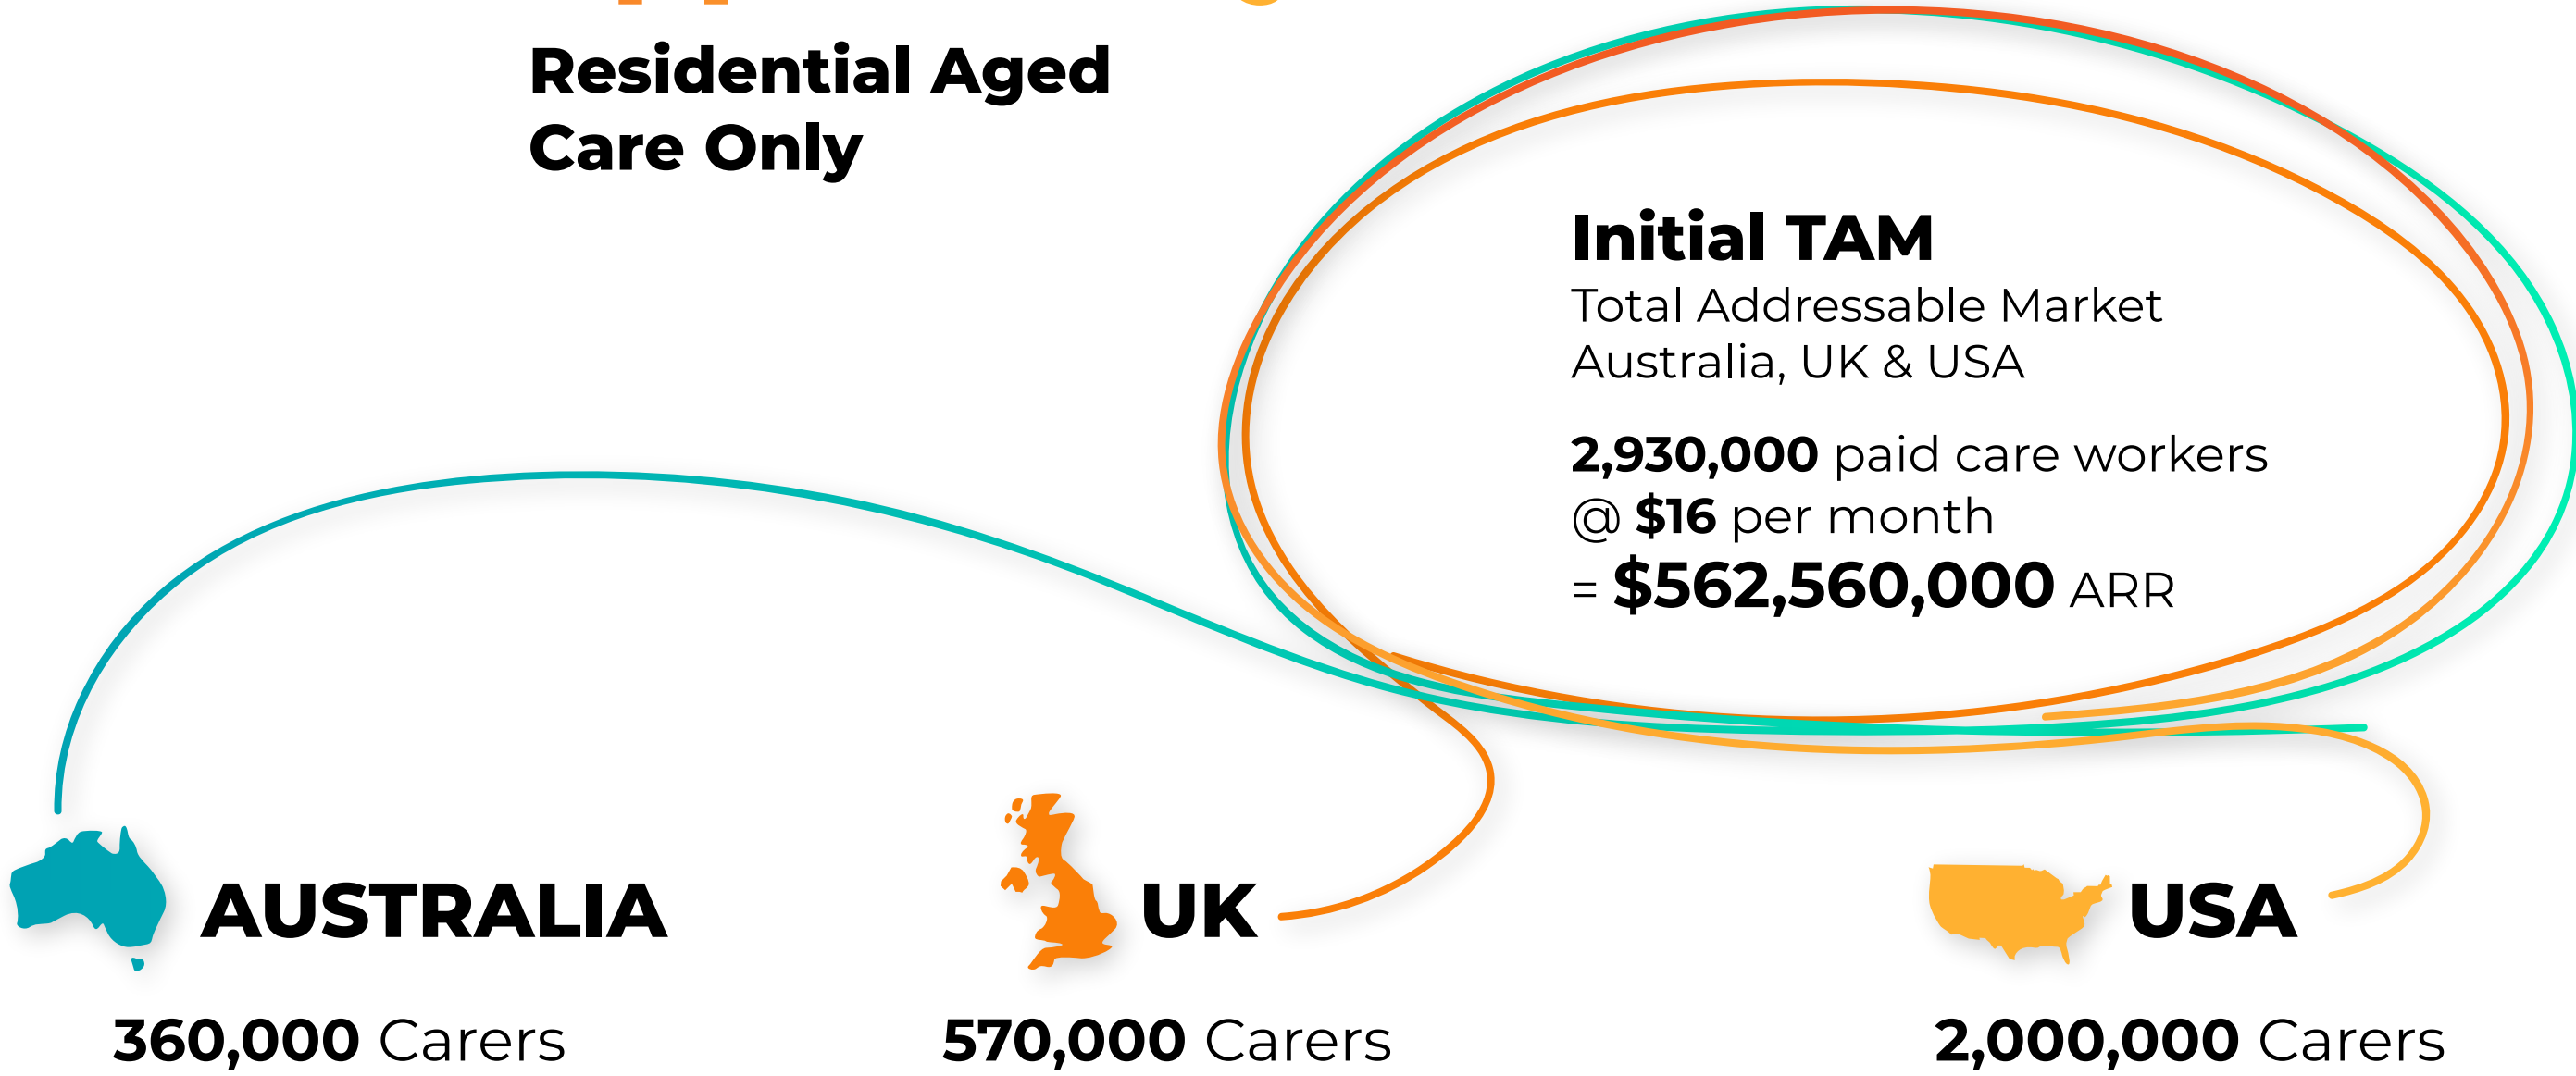 Residential Aged
Care Only
Initial TAM
Total Addressable Market
Australia, UK & USA
2,930,000 paid care workers
@ $16 per month
= $562,560,000 ARR
AUSTRALIA
360,000 Carers
UK
570,000 Carers
USA
2,000,000 Carers